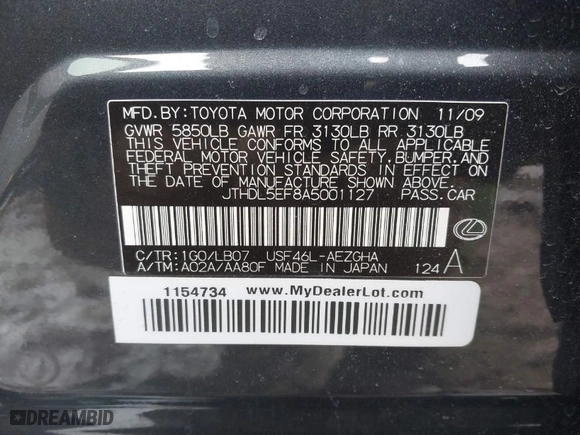 MFD.BY:TOYOTA MOTOR CORPORATION 11/09
GVWR 5850LB GAWR FR 3130LB RR 3130LB
THIS VEHICLE CONFORMS TO ALL APPLICABLE
FEDERAL MOTOR VEHICLE SAFETY,BUMPER,AND
THEFT PREVENTION STANDARDS IN EFFECT ON
THE DATE OF MANUFACTURE SHOWN ABOVE.
JTHDL5EF8A5001127 PASS.CAR
C/TR:1G0/LB07 USF46L-AEZGHA
A/TM:A02A/AA80F MADE IN JAPAN 124 A
1154734 www.MyDealerLot.com
DREAMBID